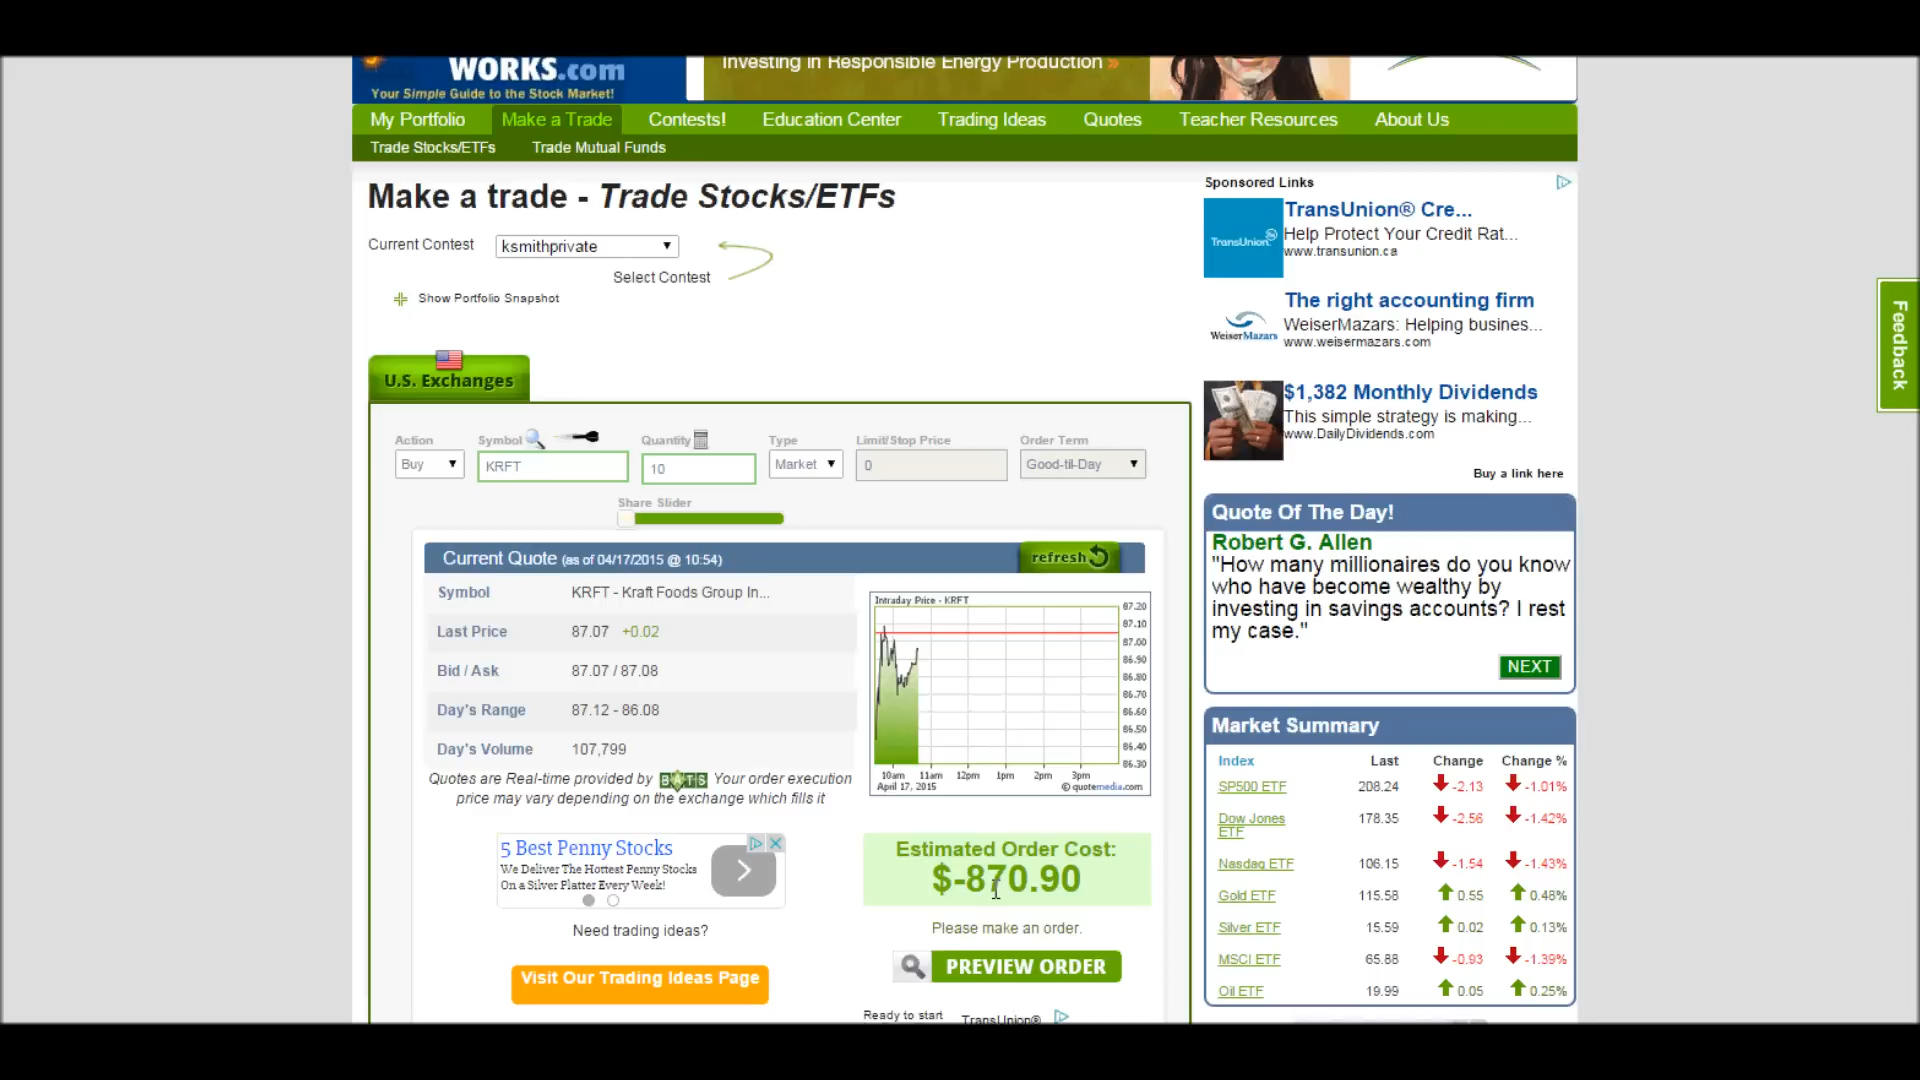 WORKS.com
Your Simple Guide to the Stock Market!
Investing in Responsible Energy Production »
My Portfolio Make a Trade Contests! Education Center Trading Ideas Quotes Teacher Resources About Us
Trade Stocks/ETFs Trade Mutual Funds
Make a trade - Trade Stocks/ETFs
Current Contest ksmithprivate
Select Contest
Show Portfolio Snapshot
U.S. Exchanges
Action Symbol Quantity Type Limit/Stop Price Order Term
Buy KRFT 10 Market 0 Good-til-Day
Share Slider
Current Quote (as of 04/17/2015 @ 10:54) refresh
Symbol KRFT - Kraft Foods Group In...
Last Price 87.07 +0.02
Bid / Ask 87.07 / 87.08
Day's Range 87.12 - 86.08
Day's Volume 107,799
Quotes are Real-time provided by BATS Your order execution
price may vary depending on the exchange which fills it
Intraday Price - KRFT
87.20
87.10
87.00
86.90
86.80
86.70
86.60
86.50
86.40
86.30
10am 11am 12pm 1pm 2pm 3pm
April 17, 2015 © quotemedia.com
5 Best Penny Stocks
We Deliver The Hottest Penny Stocks
On a Silver Platter Every Week!
Need trading ideas?
Visit Our Trading Ideas Page
Estimated Order Cost:
$-870.90
Please make an order.
PREVIEW ORDER
Ready to start TransUnion®
Sponsored Links
TransUnion
TransUnion® Cre...
Help Protect Your Credit Rat...
www.transunion.ca
WeiserMazars
The right accounting firm
WeiserMazars: Helping busines...
www.weisermazars.com
$1,382 Monthly Dividends
This simple strategy is making...
www.DailyDividends.com
Buy a link here
Quote Of The Day!
Robert G. Allen
"How many millionaires do you know
who have become wealthy by
investing in savings accounts? I rest
my case."
NEXT
Market Summary
Index Last Change Change %
SP500 ETF 208.24 -2.13 -1.01%
Dow Jones
ETF 178.35 -2.56 -1.42%
Nasdaq ETF 106.15 -1.54 -1.43%
Gold ETF 115.58 0.55 0.48%
Silver ETF 15.59 0.02 0.13%
MSCI ETF 65.88 -0.93 -1.39%
Oil ETF 19.99 0.05 0.25%
Feedback